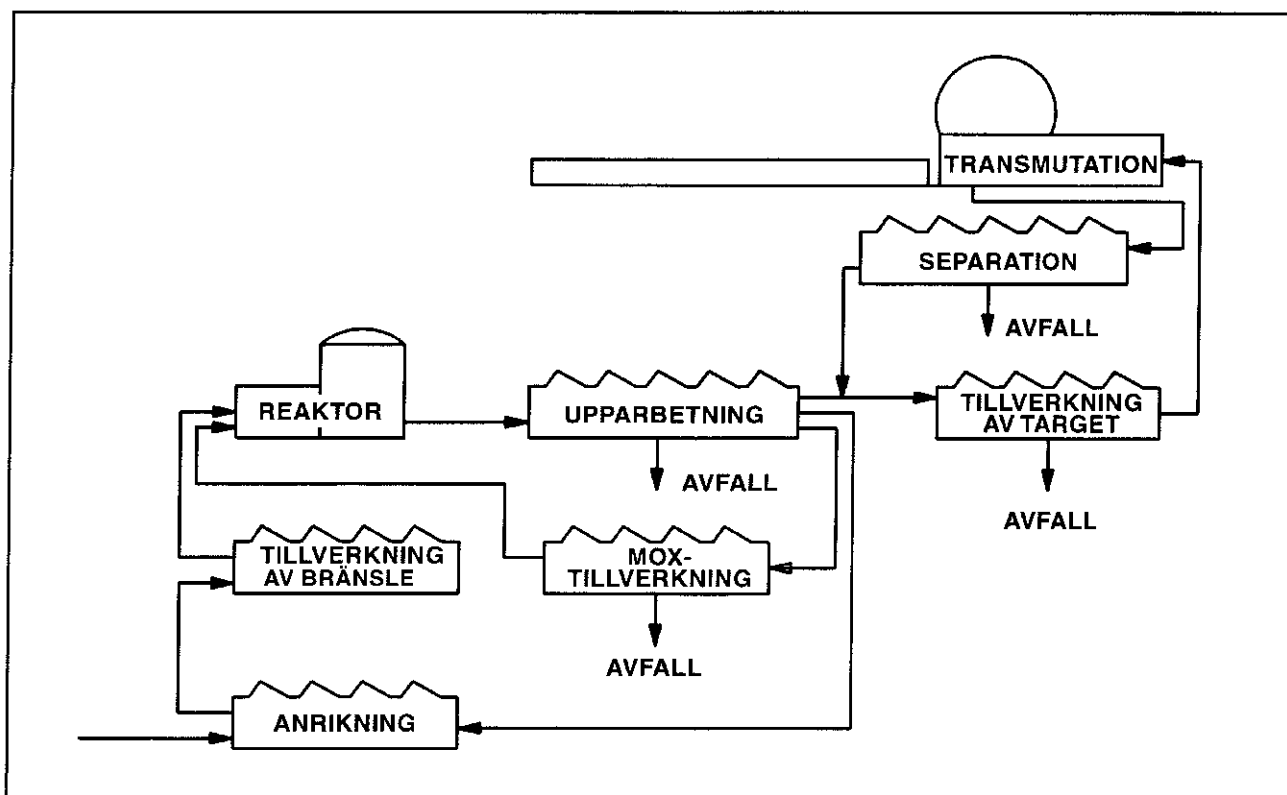 TRANSMUTATION
SEPARATION
AVFALL
REAKTOR
UPPARBETNING
TILLVERKNING
AV TARGET
AVFALL
AVFALL
TILLVERKNING
AV BRÄNSLE
MOX-
TILLVERKNING
AVFALL
ANRIKNING